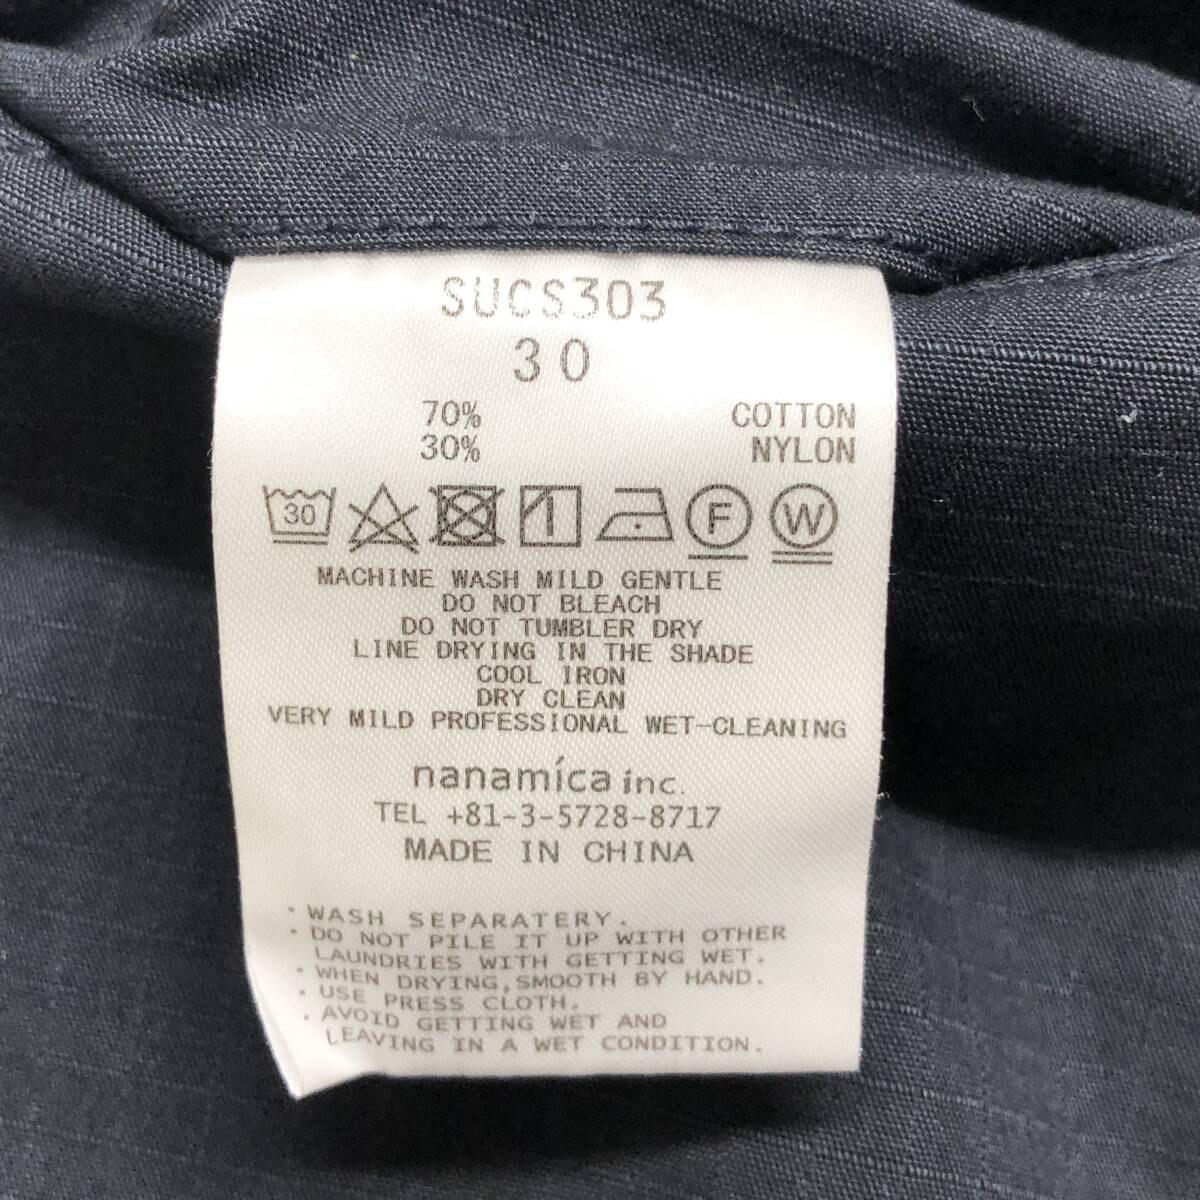 SUCS303
30
70% COTTON
30% NYLON
30 F W
MACHINE WASH MILD GENTLE
DO NOT BLEACH
DO NOT TUMBLER DRY
LINE DRYING IN THE SHADE
COOL IRON
DRY CLEAN
VERY MILD PROFESSIONAL WET-CLEANING
nanamíca inc.
TEL +81-3-5728-8717
MADE IN CHINA
・WASH SEPARATERY.
・DO NOT PILE IT UP WITH OTHER
LAUNDRIES WITH GETTING WET.
・WHEN DRYING,SMOOTH BY HAND.
・USE PRESS CLOTH.
・AVOID GETTING WET AND
LEAVING IN A WET CONDITION.